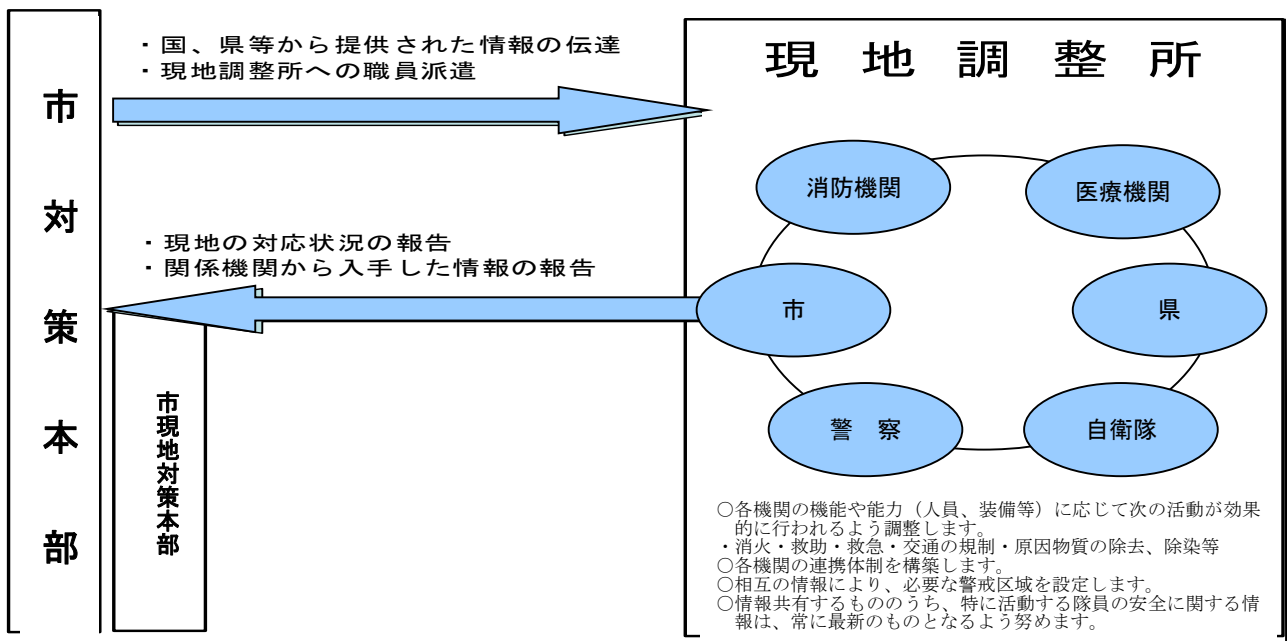 市対策本部
・国、県等から提供された情報の伝達
・現地調整所への職員派遣
・現地の対応状況の報告
・関係機関から入手した情報の報告
市現地対策本部
現地調整所
消防機関
医療機関
市
県
警　察
自衛隊
○各機関の機能や能力（人員、装備等）に応じて次の活動が効果
的に行われるよう調整します。
・消火・救助・救急・交通の規制・原因物質の除去、除染等
○各機関の連携体制を構築します。
○相互の情報により、必要な警戒区域を設定します。
○情報共有するもののうち、特に活動する隊員の安全に関する情
報は、常に最新のものとなるよう努めます。